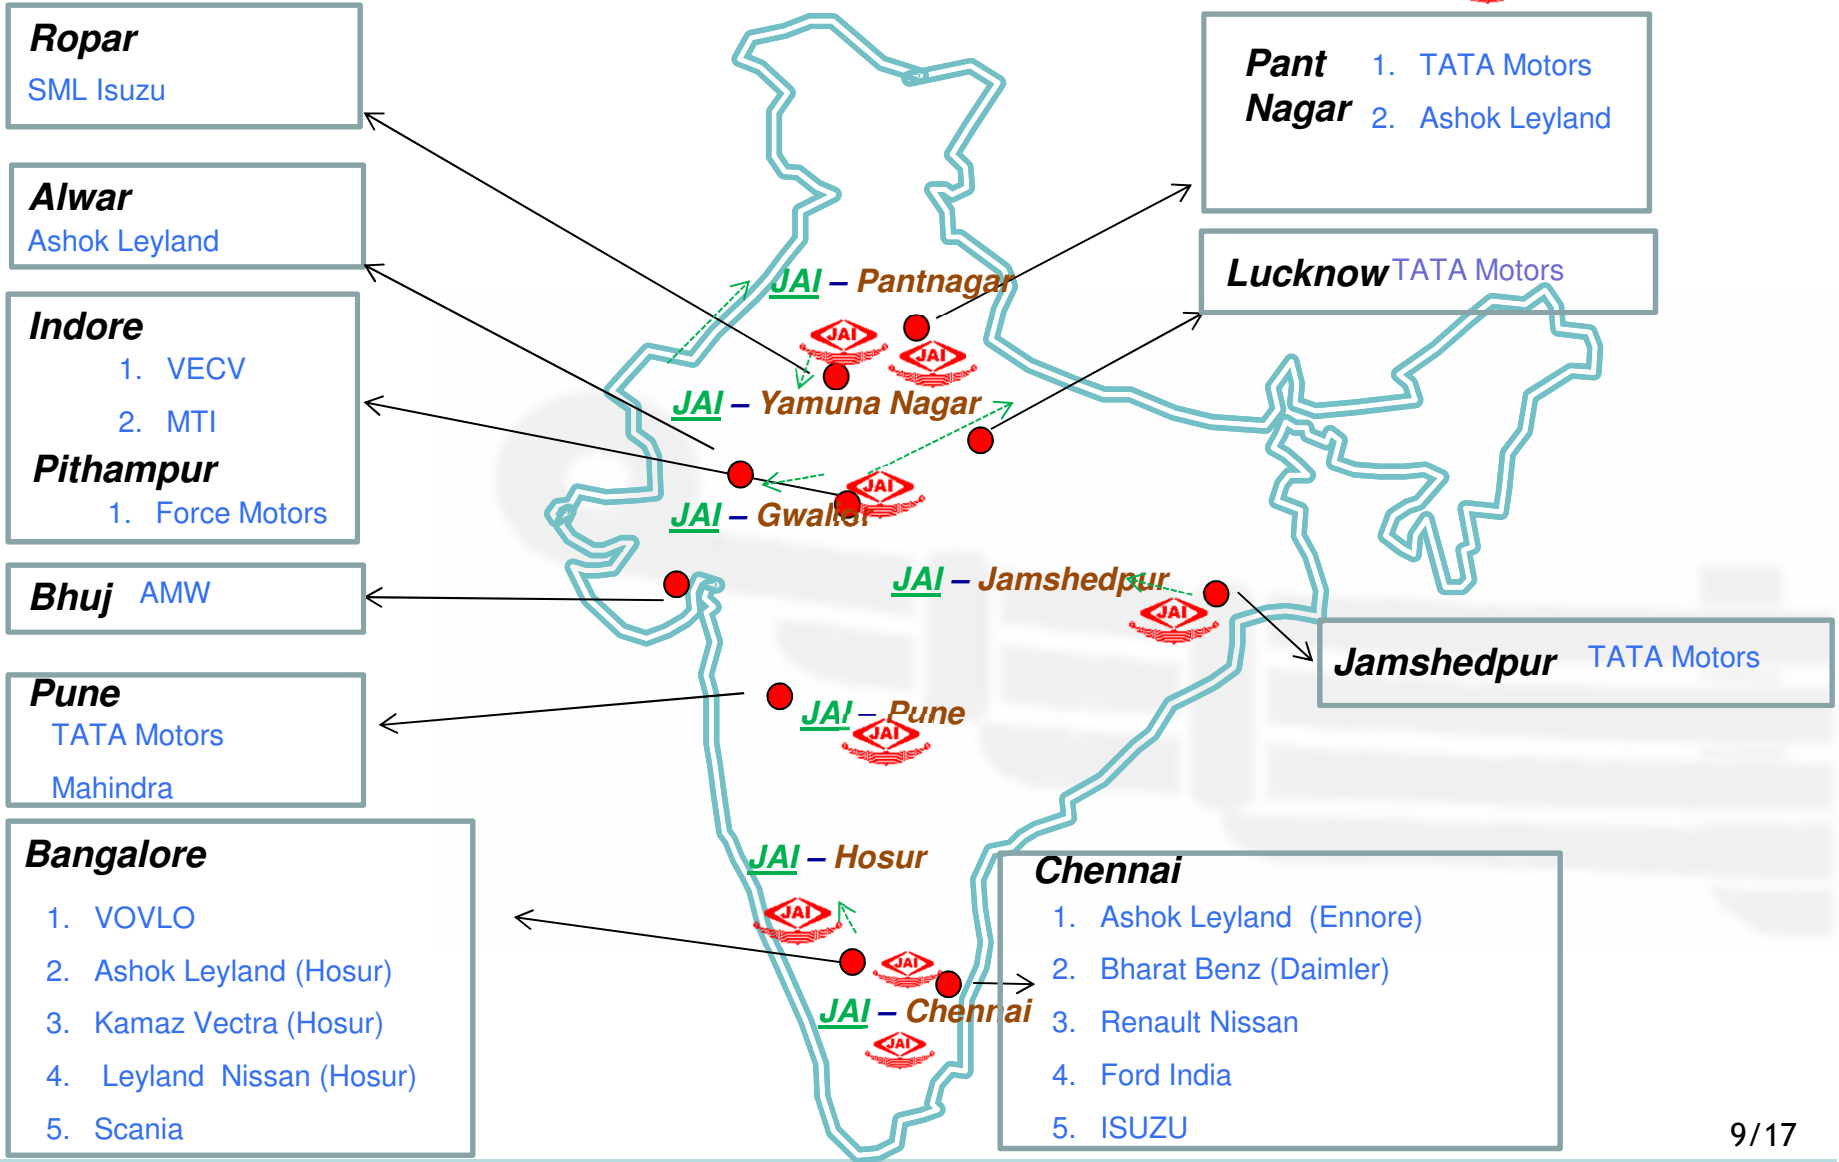 Ropar
SML Isuzu
Alwar
Ashok Leyland
Indore
1. VECV
2. MTI
Pithampur
1. Force Motors
Bhuj AMW
Pune
TATA Motors
Mahindra
Bangalore
1. VOVLO
2. Ashok Leyland (Hosur)
3. Kamaz Vectra (Hosur)
4. Leyland Nissan (Hosur)
5. Scania
JAI – Pantnagar
JAI
JAI
JAI – Yamuna Nagar
JAI
JAI – Gwalior
JAI – Jamshedpur
JAI
JAI – Pune
JAI
JAI – Hosur
JAI
JAI
JAI – Chennai
JAI
Pant Nagar
1. TATA Motors
2. Ashok Leyland
Lucknow TATA Motors
Jamshedpur TATA Motors
Chennai
1. Ashok Leyland (Ennore)
2. Bharat Benz (Daimler)
3. Renault Nissan
4. Ford India
5. ISUZU
9/17